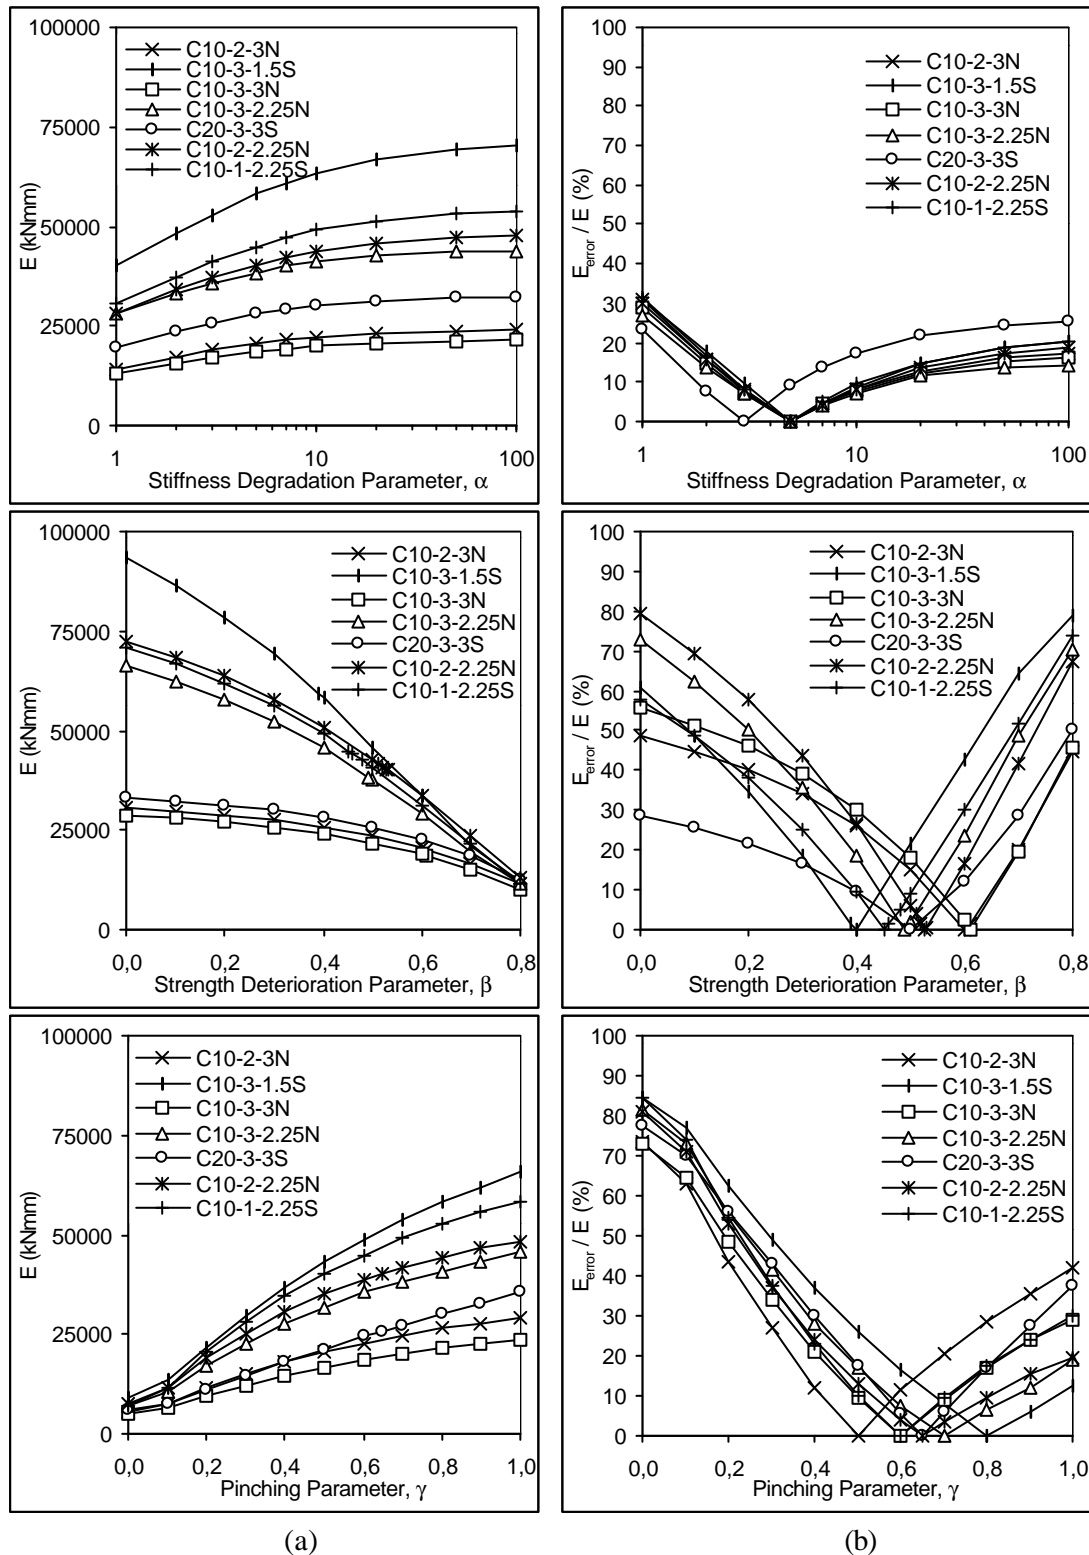 100000
75000
50000
25000
0
E (kNmm)
C10-2-3N
C10-3-1.5S
C10-3-3N
C10-3-2.25N
C20-3-3S
C10-2-2.25N
C10-1-2.25S
1 10 100
Stiffness Degradation Parameter, α
100
90
80
70
60
50
40
30
20
10
0
E error / E (%)
C10-2-3N
C10-3-1.5S
C10-3-3N
C10-3-2.25N
C20-3-3S
C10-2-2.25N
C10-1-2.25S
1 10 100
Stiffness Degradation Parameter, α
100000
75000
50000
25000
0
E (kNmm)
C10-2-3N
C10-3-1.5S
C10-3-3N
C10-3-2.25N
C20-3-3S
C10-2-2.25N
C10-1-2.25S
0,0 0,2 0,4 0,6 0,8
Strength Deterioration Parameter, β
100
90
80
70
60
50
40
30
20
10
0
E error / E (%)
C10-2-3N
C10-3-1.5S
C10-3-3N
C10-3-2.25N
C20-3-3S
C10-2-2.25N
C10-1-2.25S
0,0 0,2 0,4 0,6 0,8
Strength Deterioration Parameter, β
100000
75000
50000
25000
0
E (kNmm)
C10-2-3N
C10-3-1.5S
C10-3-3N
C10-3-2.25N
C20-3-3S
C10-2-2.25N
C10-1-2.25S
0,0 0,2 0,4 0,6 0,8 1,0
Pinching Parameter, γ
100
90
80
70
60
50
40
30
20
10
0
E error / E (%)
C10-2-3N
C10-3-1.5S
C10-3-3N
C10-3-2.25N
C20-3-3S
C10-2-2.25N
C10-1-2.25S
0,0 0,2 0,4 0,6 0,8 1,0
Pinching Parameter, γ
(a) (b)